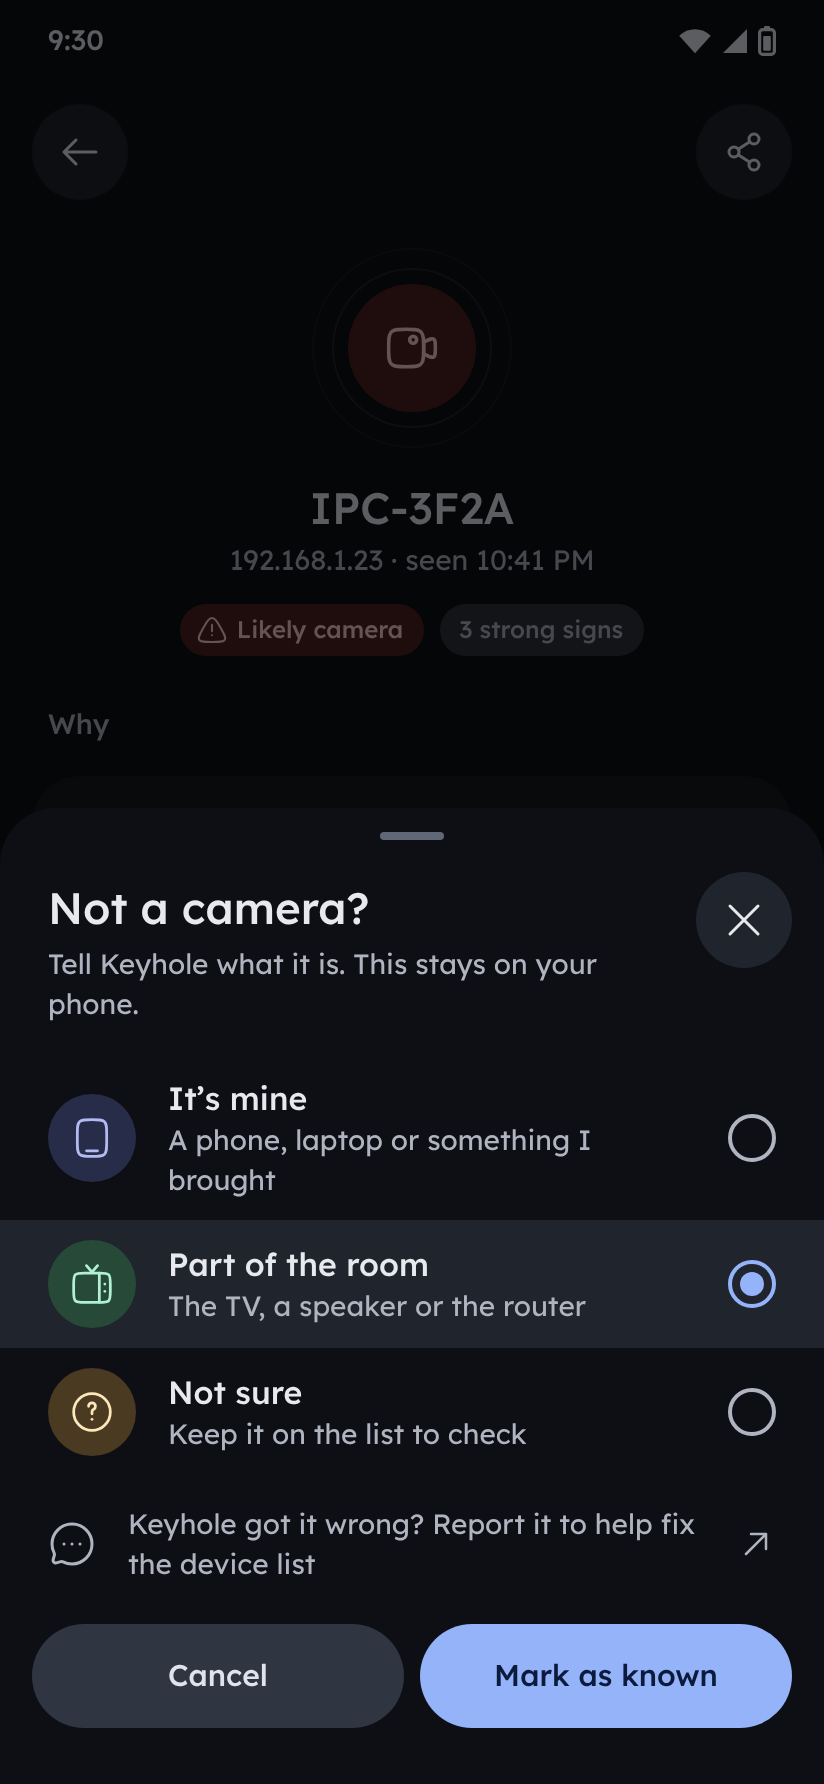 9:30
IPC-3F2A
192.168.1.23 · seen 10:41 PM
Likely camera
3 strong signs
Why
Not a camera?
Tell Keyhole what it is. This stays on your
phone.
It’s mine
A phone, laptop or something I
brought
Part of the room
The TV, a speaker or the router
Not sure
Keep it on the list to check
Keyhole got it wrong? Report it to help fix
the device list
Cancel
Mark as known